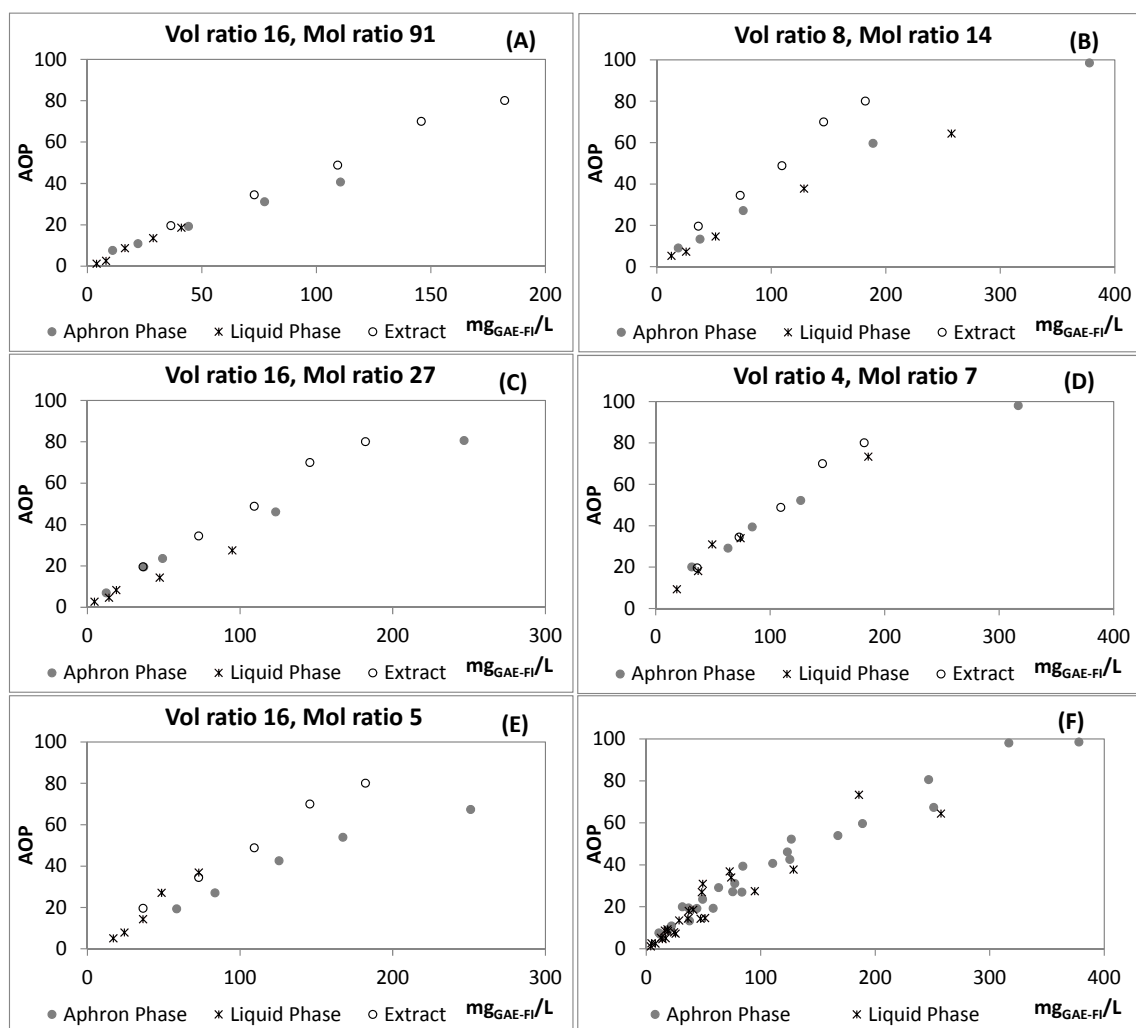 Vol ratio 16, Mol ratio 91
(A)
100
80
60
40
20
0
AOP
0 50 100 150 200
Aphron Phase Liquid Phase Extract mgGAE-FI/L
Vol ratio 8, Mol ratio 14
(B)
100
80
60
40
20
0
AOP
0 100 200 300 400
Aphron Phase Liquid Phase Extract mgGAE-FI/L
Vol ratio 16, Mol ratio 27
(C)
100
80
60
40
20
0
AOP
0 100 200 300
Aphron Phase Liquid Phase Extract mgGAE-FI/L
Vol ratio 4, Mol ratio 7
(D)
100
80
60
40
20
0
AOP
0 100 200 300 400
Aphron Phase Liquid Phase Extract mgGAE-FI/L
Vol ratio 16, Mol ratio 5
(E)
100
80
60
40
20
0
AOP
0 100 200 300
Aphron Phase Liquid Phase Extract mgGAE-FI/L
(F)
100
80
60
40
20
0
AOP
0 100 200 300 400
Aphron Phase Liquid Phase mgGAE-FI/L